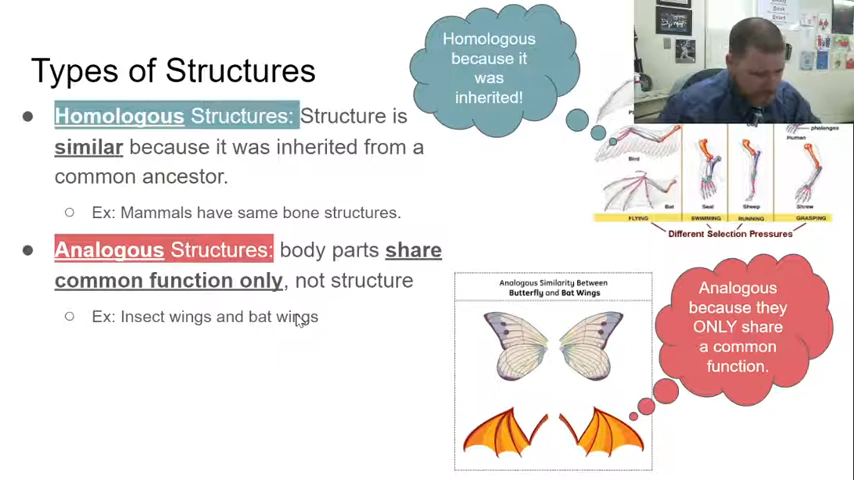 Types of Structures
● Homologous Structures: Structure is
similar because it was inherited from a
common ancestor.
○ Ex: Mammals have same bone structures.
● Analogous Structures: body parts share
common function only, not structure
○ Ex: Insect wings and bat wings
Homologous
because it
was
inherited!
Human
phalanges
Bird
Bat
Seal
Sheep
Shrew
FLYING
SWIMMING
RUNNING
GRASPING
Different Selection Pressures
Analogous Similarity Between
Butterfly and Bat Wings
Analogous
because they
ONLY share
a common
function.